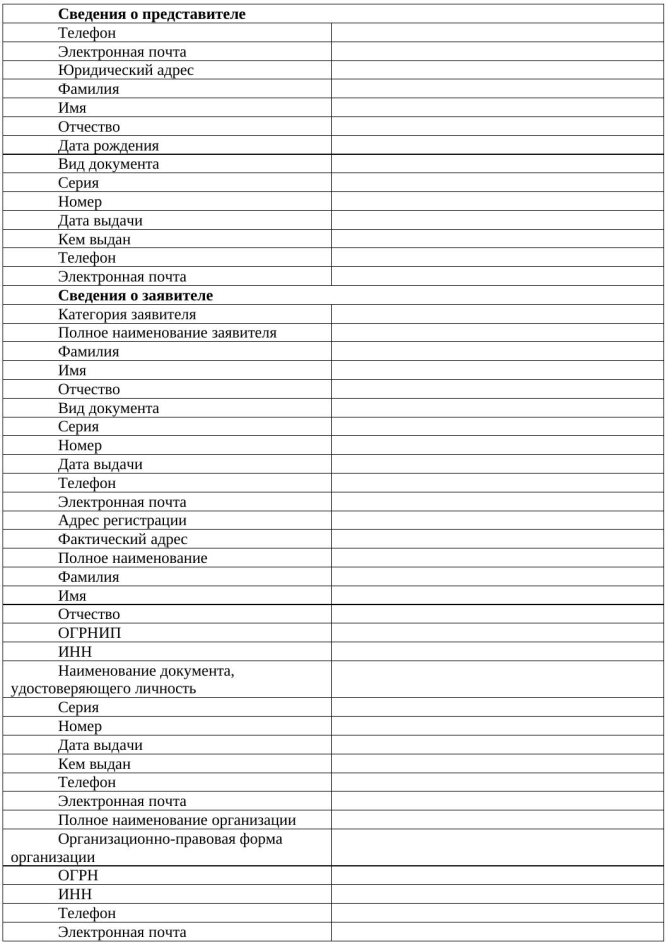 Сведения о представителе
Телефон
Электронная почта
Юридический адрес
Фамилия
Имя
Отчество
Дата рождения
Вид документа
Серия
Номер
Дата выдачи
Кем выдан
Телефон
Электронная почта
Сведения о заявителе
Категория заявителя
Полное наименование заявителя
Фамилия
Имя
Отчество
Вид документа
Серия
Номер
Дата выдачи
Телефон
Электронная почта
Адрес регистрации
Фактический адрес
Полное наименование
Фамилия
Имя
Отчество
ОГРНИП
ИНН
Наименование документа,
удостоверяющего личность
Серия
Номер
Дата выдачи
Кем выдан
Телефон
Электронная почта
Полное наименование организации
Организационно-правовая форма
организации
ОГРН
ИНН
Телефон
Электронная почта